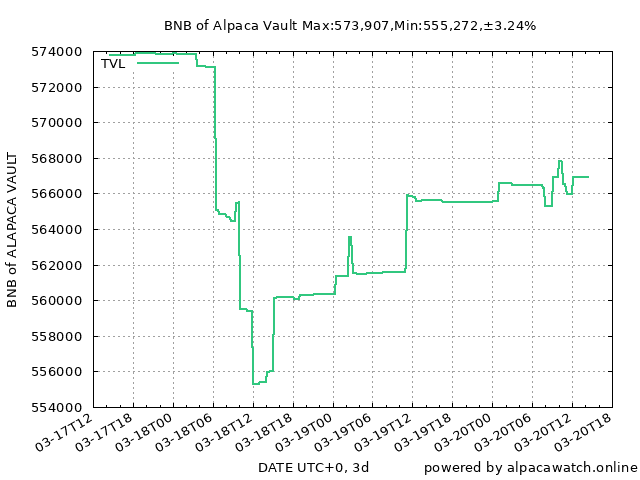 BNB of Alpaca Vault Max:573,907,Min:555,272,±3.24%
TVL
574000
572000
570000
568000
566000
564000
562000
560000
558000
556000
554000
BNB of ALAPACA VAULT
03-17T12
03-17T18
03-18T00
03-18T06
03-18T12
03-18T18
03-19T00
03-19T06
03-19T12
03-19T18
03-20T00
03-20T06
03-20T12
03-20T18
DATE UTC+0, 3d
powered by alpacawatch.online